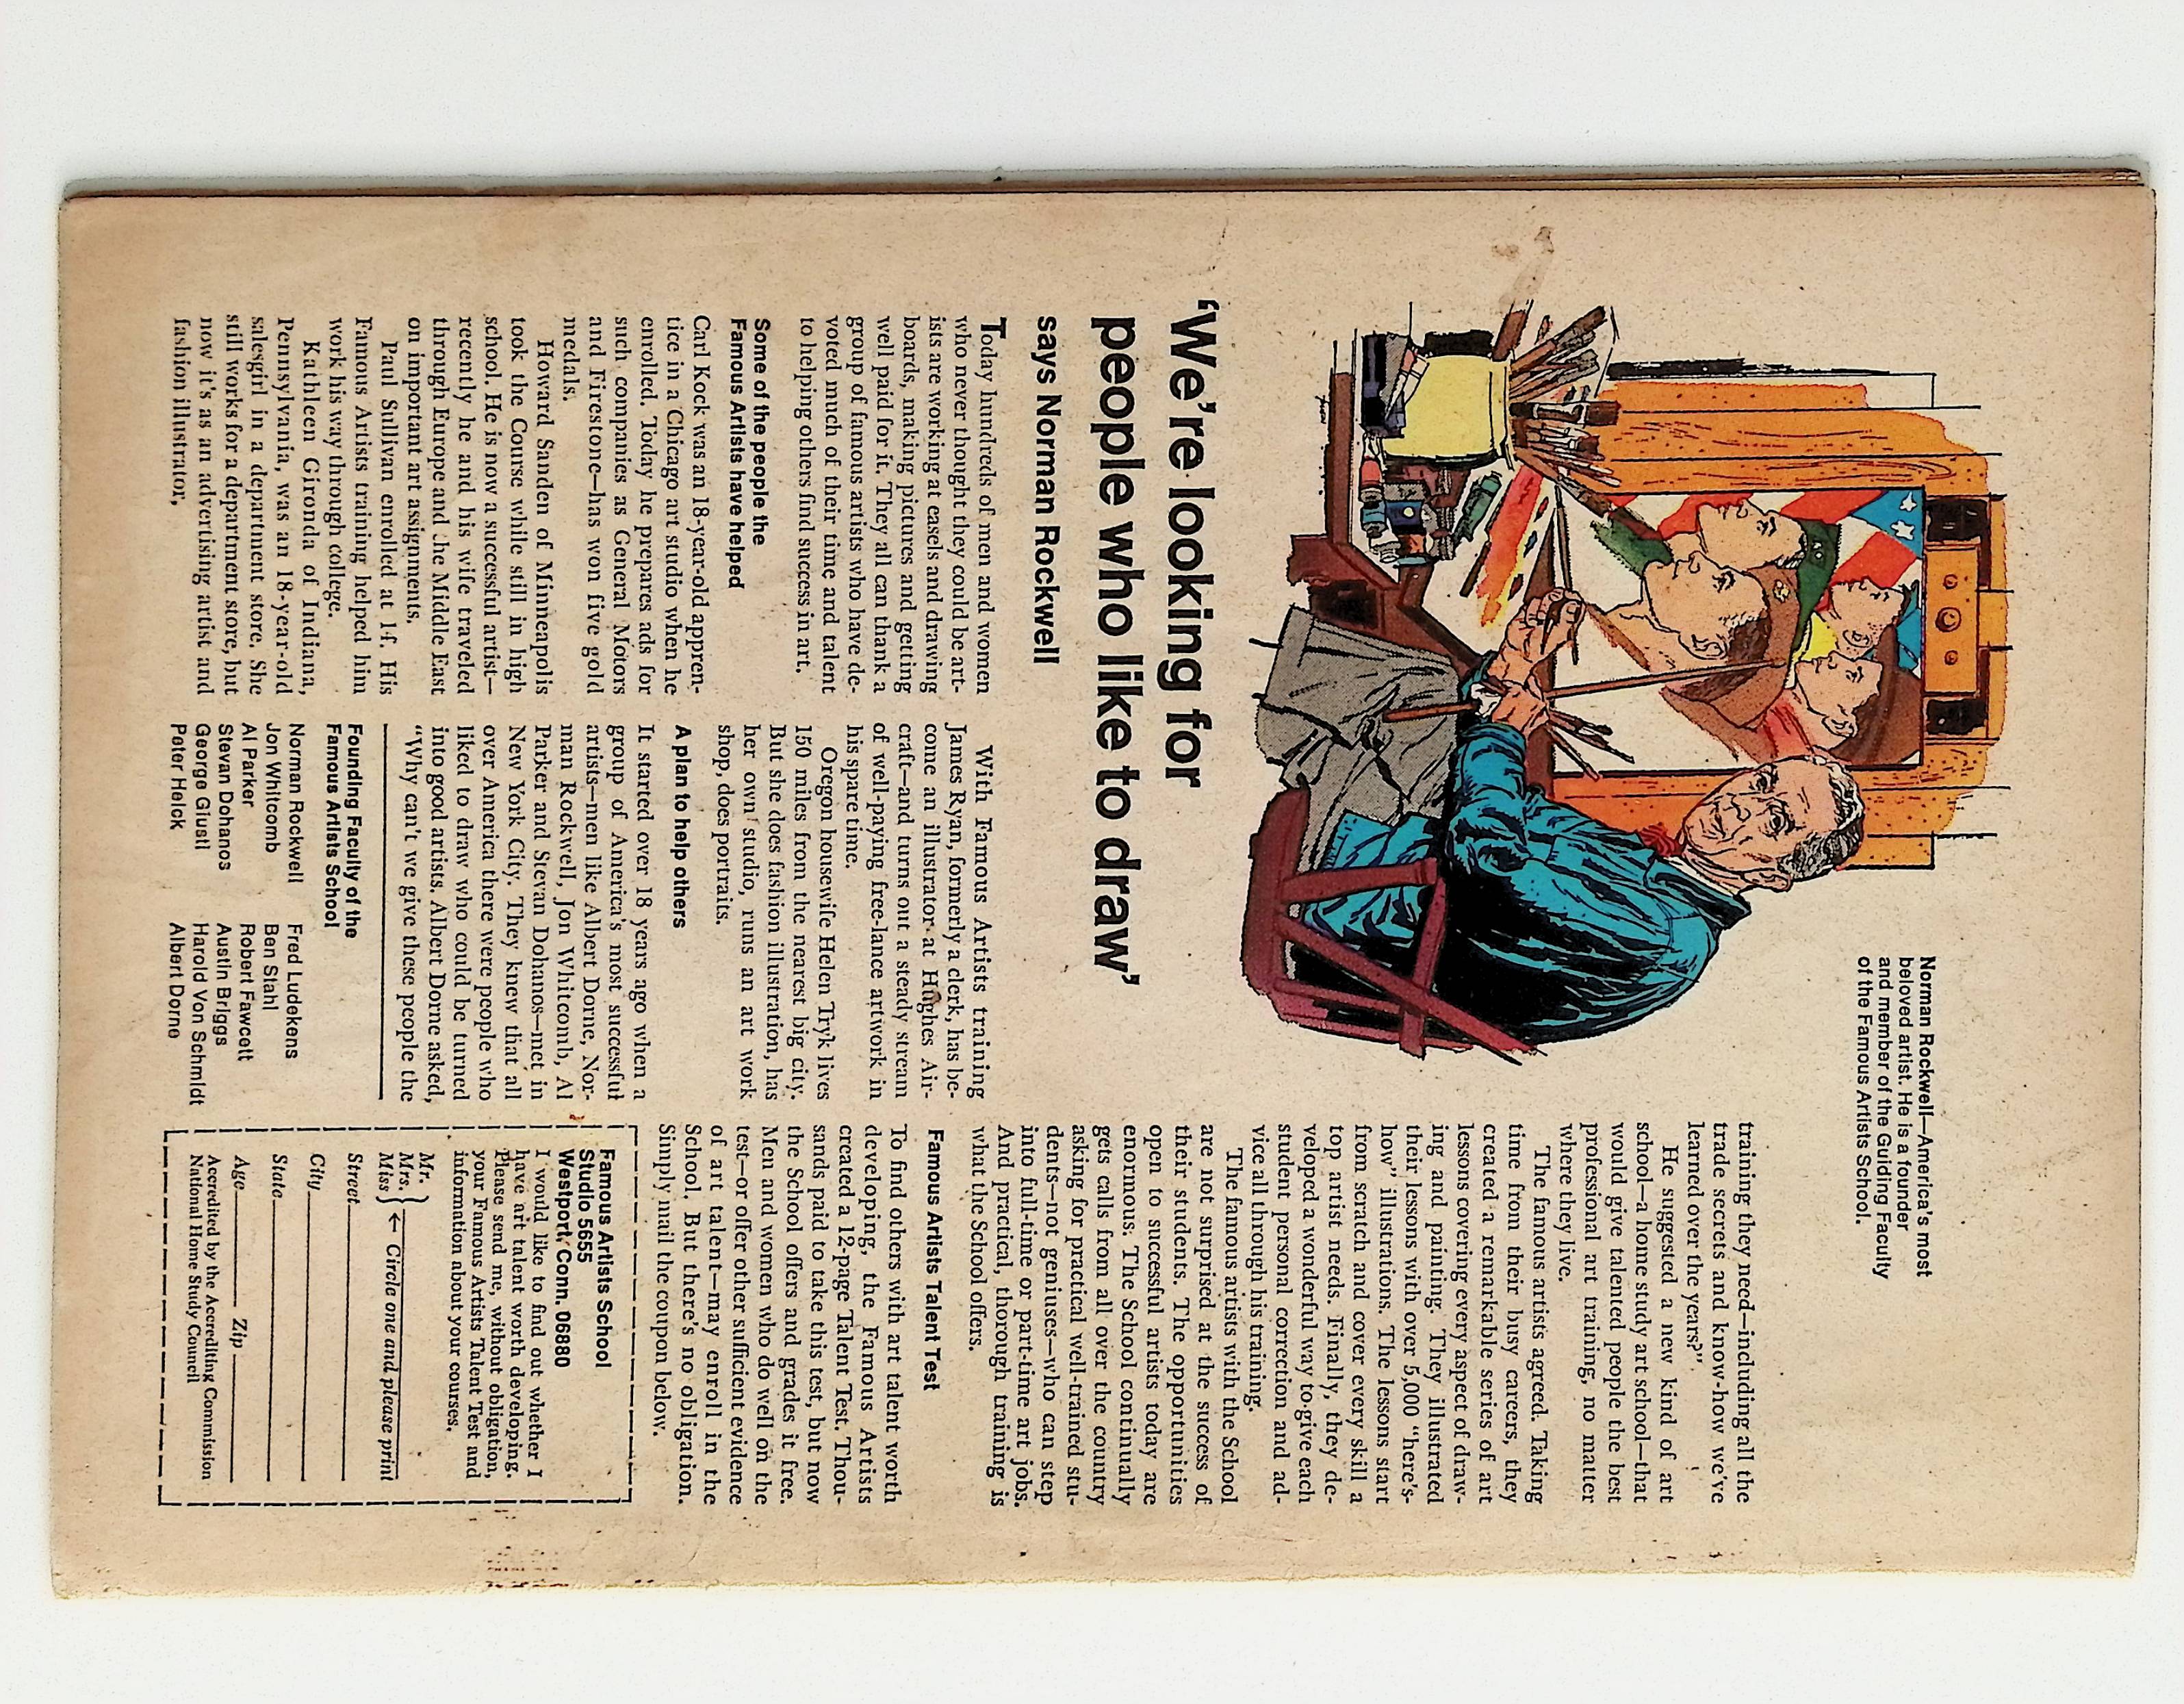 Norman Rockwell—America's most
beloved artist. He is a founder
and member of the Guiding Faculty
of the Famous Artists School.
‘We're looking for
people who like to draw’
says Norman Rockwell
Today hundreds of men and women
who never thought they could be art-
ists are working at easels and drawing
boards, making pictures and getting
well paid for it. They all can thank a
group of famous artists who have de-
voted much of their time and talent
to helping others find success in art.
Some of the people the
Famous Artists have helped
Carl Kock was an 18-year-old appren-
tice in a Chicago art studio when he
enrolled. Today he prepares ads for
such companies as General Motors
and Firestone—has won five gold
medals.
Howard Sanden of Minneapolis
took the Course while still in high
school. He is now a successful artist—
recently he and his wife traveled
through Europe and the Middle East
on important art assignments.
Paul Sullivan enrolled at 14. His
Famous Artists training helped him
work his way through college.
Kathleen Gironda of Indiana,
Pennsylvania, was an 18-year-old
salesgirl in a department store. She
still works for a department store, but
now it's as an advertising artist and
fashion illustrator,
With Famous Artists training
James Ryan, formerly a clerk, has be-
come an illustrator at Hughes Air-
craft—and turns out a steady stream
of well-paying free-lance artwork in
his spare time.
Oregon housewife Helen Tryk lives
150 miles from the nearest big city.
But she does fashion illustration, has
her own studio, runs an art work
shop, does portraits.
A plan to help others
It started over 18 years ago when a
group of America's most successful
artists—men like Albert Dorne, Nor-
man Rockwell, Jon Whitcomb, Al
Parker and Stevan Dohanos—met in
New York City. They knew that all
over America there were people who
liked to draw who could be turned
into good artists. Albert Dorne asked,
“Why can't we give these people the
Founding Faculty of the
Famous Artists School
Norman Rockwell
Jon Whitcomb
Al Parker
Stevan Dohanos
George Giusti
Peter Helck
Fred Ludekens
Ben Stahl
Robert Fawcett
Austin Briggs
Harold Von Schmidt
Albert Dorne
training they need—including all the
trade secrets and know-how we've
learned over the years?”
He suggested a new kind of art
school—a home study art school—that
would give talented people the best
professional art training, no matter
where they live.
The famous artists agreed. Taking
time from their busy careers, they
created a remarkable series of art
lessons covering every aspect of draw-
ing and painting. They illustrated
their lessons with over 5,000 “here's-
how” illustrations. The lessons start
from scratch and cover every skill a
top artist needs. Finally, they de-
veloped a wonderful way to give each
student personal correction and ad-
vice all through his training.
The famous artists with the School
are not surprised at the success of
their students. The opportunities
open to successful artists today are
enormous: The School continually
gets calls from all over the country
asking for practical well-trained stu-
dents—not geniuses—who can step
into full-time or part-time art jobs.
And practical, thorough training is
what the School offers.
Famous Artists Talent Test
To find others with art talent worth
developing, the Famous Artists
created a 12-page Talent Test. Thou-
sands paid to take this test, but now
the School offers and grades it free.
Men and women who do well on the
test—or offer other sufficient evidence
of art talent—may enroll in the
School. But there's no obligation.
Simply mail the coupon below.
Famous Artists School
Studio 5655
Westport, Conn. 06880
I would like to find out whether I
have art talent worth developing.
Please send me, without obligation,
your Famous Artists Talent Test and
information about your courses.
Mr.
Mrs. } ← Circle one and please print
Miss
Street
City
State
Age Zip
Accredited by the Accrediting Commission
National Home Study Council